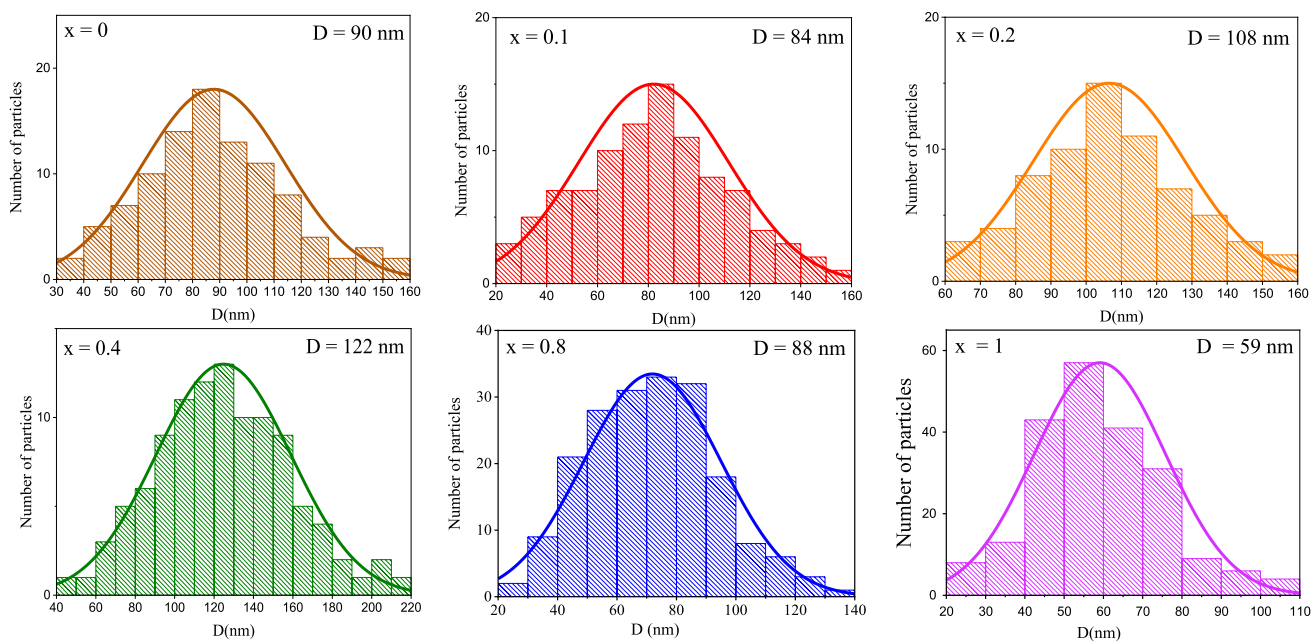 x = 0
D = 90 nm
Number of particles
20
10
0
30 40 50 60 70 80 90 100 110 120 130 140 150 160
D(nm)
x = 0.1
D = 84 nm
Number of particles
20
10
0
20 40 60 80 100 120 140 160
D(nm)
x = 0.2
D = 108 nm
Number of particles
20
10
0
60 70 80 90 100 110 120 130 140 150 160
D(nm)
x = 0.4
D = 122 nm
Number of particles
10
0
40 60 80 100 120 140 160 180 200 220
D(nm)
x = 0.8
D = 88 nm
Number of particles
40
30
20
10
0
20 40 60 80 100 120 140
D (nm)
x = 1
D = 59 nm
Number of particles
60
40
20
0
20 30 40 50 60 70 80 90 100 110
D(nm)